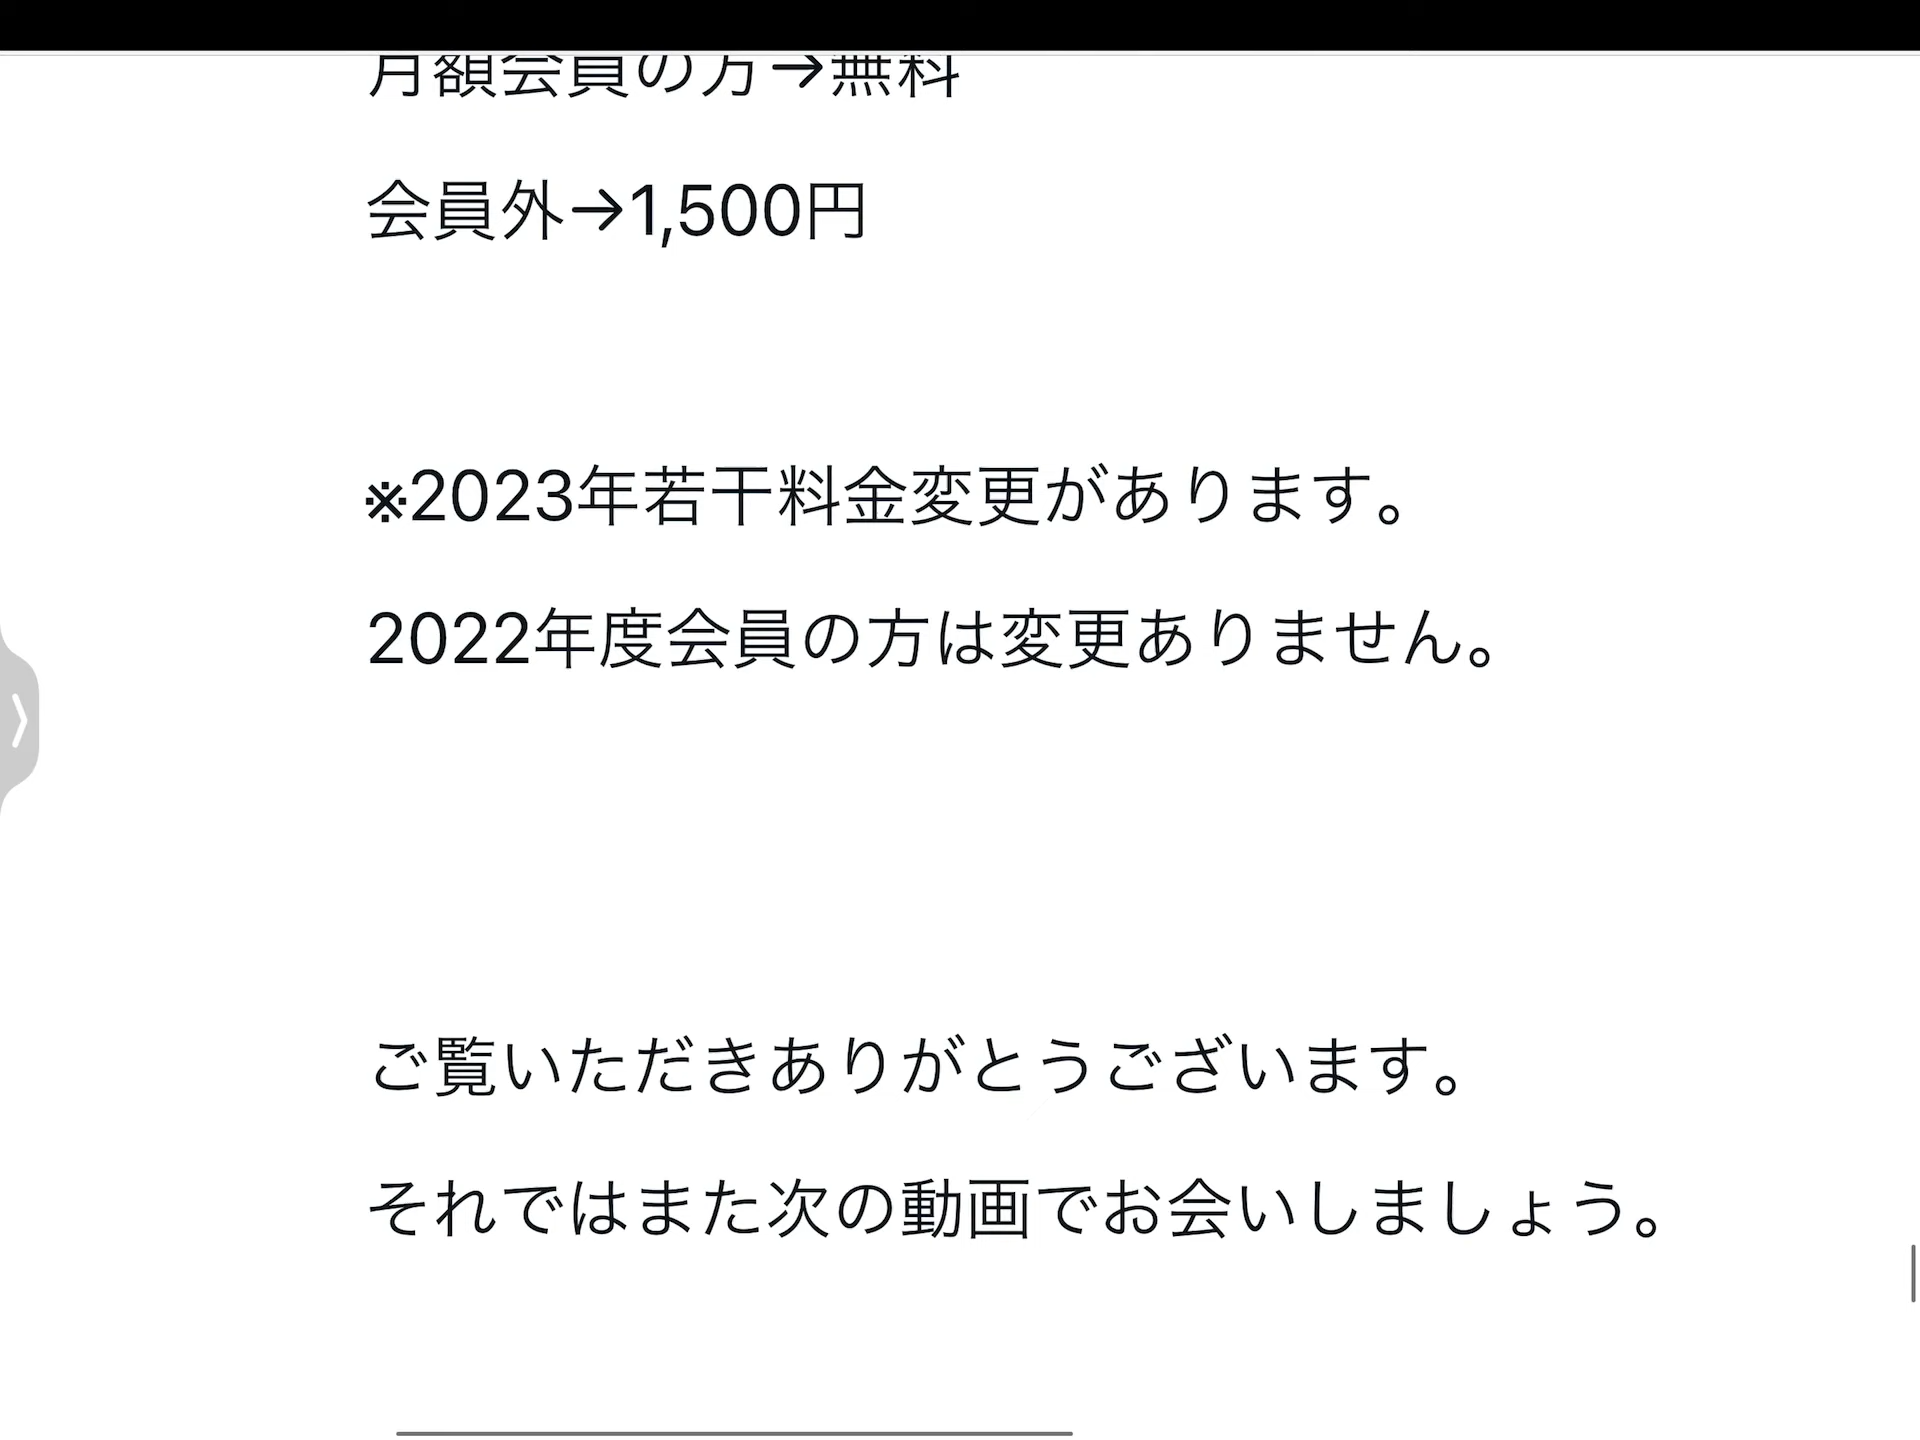 月額会員の方→無料
会員外→1,500円
※2023年若干料金変更があります。
2022年度会員の方は変更ありません。
ご覧いただきありがとうございます。
それではまた次の動画でお会いしましょう。